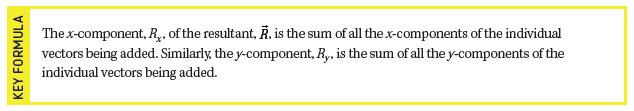 KEY FORMULA
The x-component, Rₓ, of the resultant, R⃗, is the sum of all the x-components of the individual
vectors being added. Similarly, the y-component, Rᵧ, is the sum of all the y-components of the
individual vectors being added.